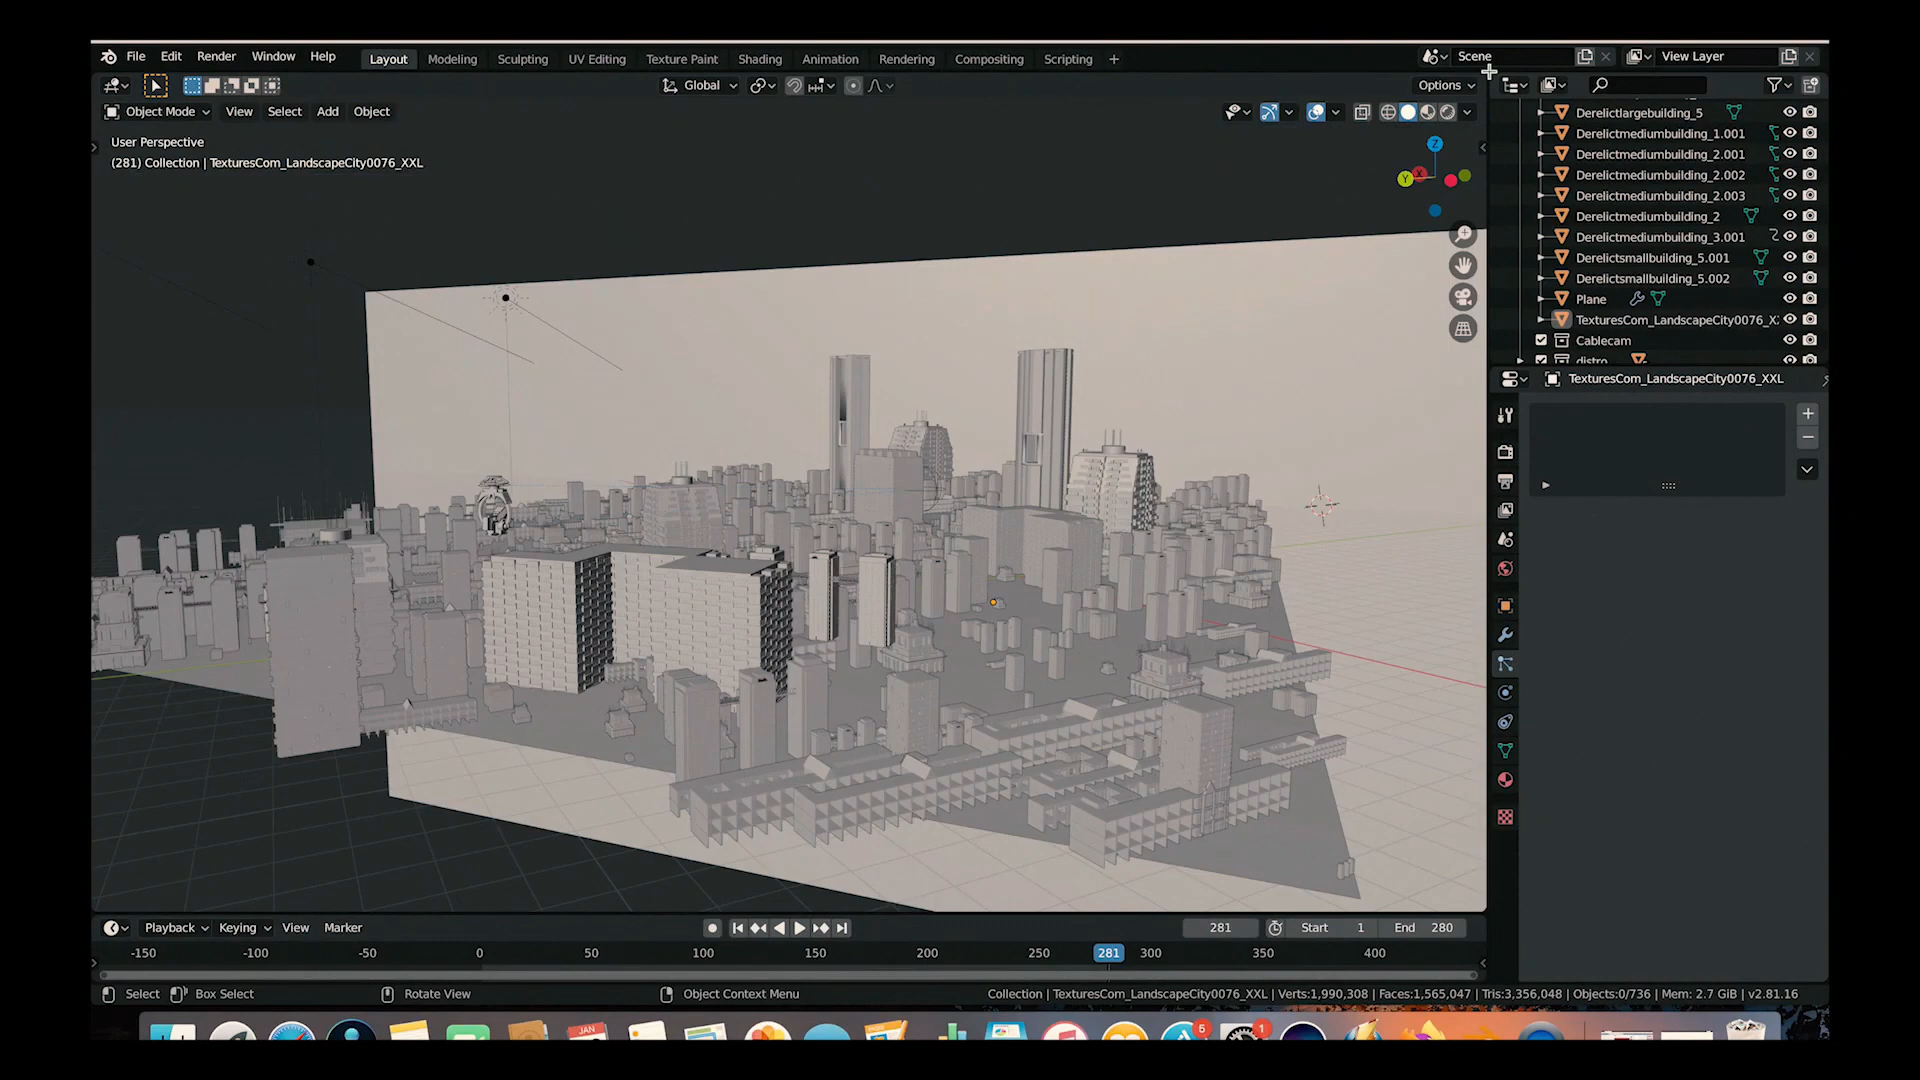 File Edit Render Window Help Layout Modeling Sculpting UV Editing Texture Paint Shading Animation Rendering Compositing Scripting + Scene View Layer
Global Options
Object Mode View Select Add Object
User Perspective
(281) Collection | TexturesCom_LandscapeCity0076_XXL
Z
Y X
Derelictlargebuilding_5
Derelictmediumbuilding_1.001
Derelictmediumbuilding_2.001
Derelictmediumbuilding_2.002
Derelictmediumbuilding_2.003
Derelictmediumbuilding_2
Derelictmediumbuilding_3.001
Derelictsmallbuilding_5.001
Derelictsmallbuilding_5.002
Plane
TexturesCom_LandscapeCity0076_X
Cablecam
distro
TexturesCom_LandscapeCity0076_XXL
Playback Keying View Marker 281 Start 1 End 280
-150 -100 -50 0 50 100 150 200 250 281 300 350 400
Select Box Select Rotate View Object Context Menu Collection | TexturesCom_LandscapeCity0076_XXL | Verts:1,990,308 | Faces:1,565,047 | Tris:3,356,048 | Objects:0/736 | Mem: 2.7 GiB | v2.81.16
JAN 5 1